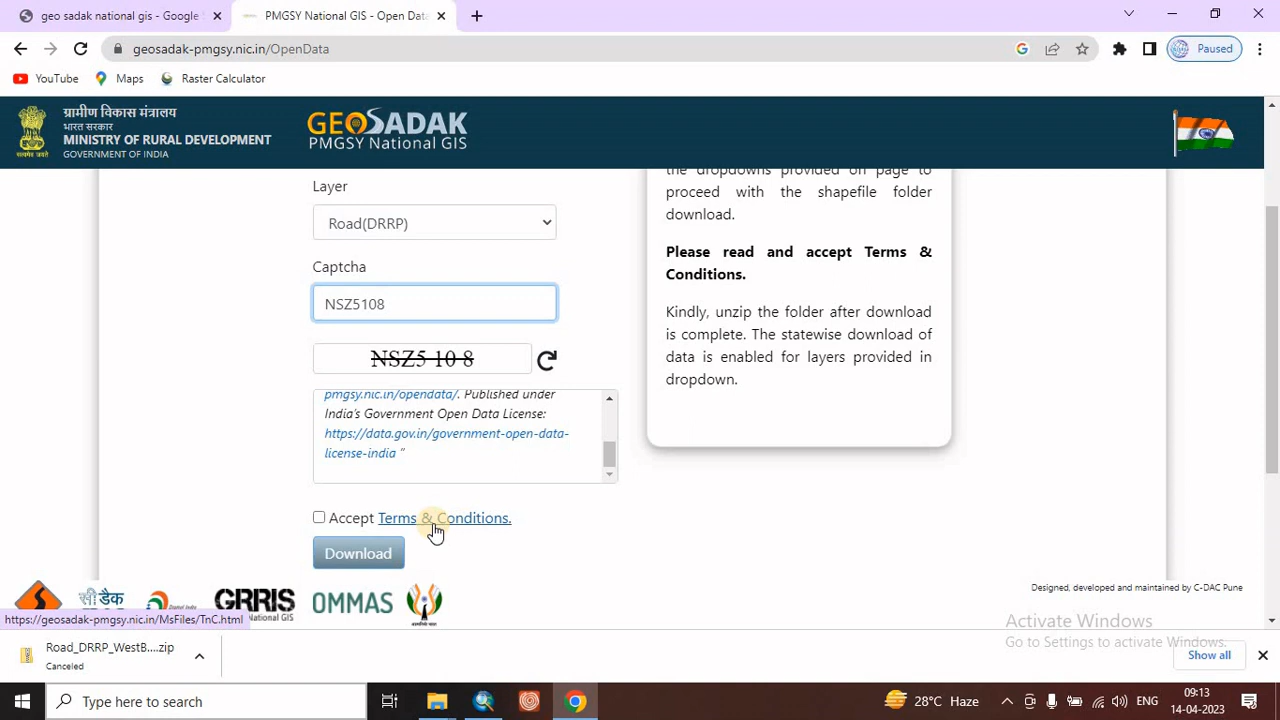 geo sadak national gis - Google
PMGSY National GIS - Open Data
geosadak-pmgsy.nic.in/OpenData
Paused
YouTube
Maps
Raster Calculator
ग्रामीण विकास मंत्रालय
भारत सरकार
MINISTRY OF RURAL DEVELOPMENT
GOVERNMENT OF INDIA
GEOSADAK
PMGSY National GIS
Layer
Road(DRRP)
Captcha
NSZ5108
NSZ5 10 8
pmgsy.nic.in/opendata/. Published under
India's Government Open Data License:
https://data.gov.in/government-open-data-
license-india "
Accept Terms & Conditions.
Download
the dropdowns provided on page to
proceed with the shapefile folder
download.
Please read and accept Terms &
Conditions.
Kindly, unzip the folder after download
is complete. The statewise download of
data is enabled for layers provided in
dropdown.
Designed, developed and maintained by C-DAC Pune
सी डैक
GRRIS
National GIS
OMMAS
https://geosadak-pmgsy.nic.in/MsFiles/TnC.html
Activate Windows
Go to Settings to activate Windows.
Road_DRRP_WestB....zip
Canceled
Show all
Type here to search
28°C Haze
ENG
09:13
14-04-2023